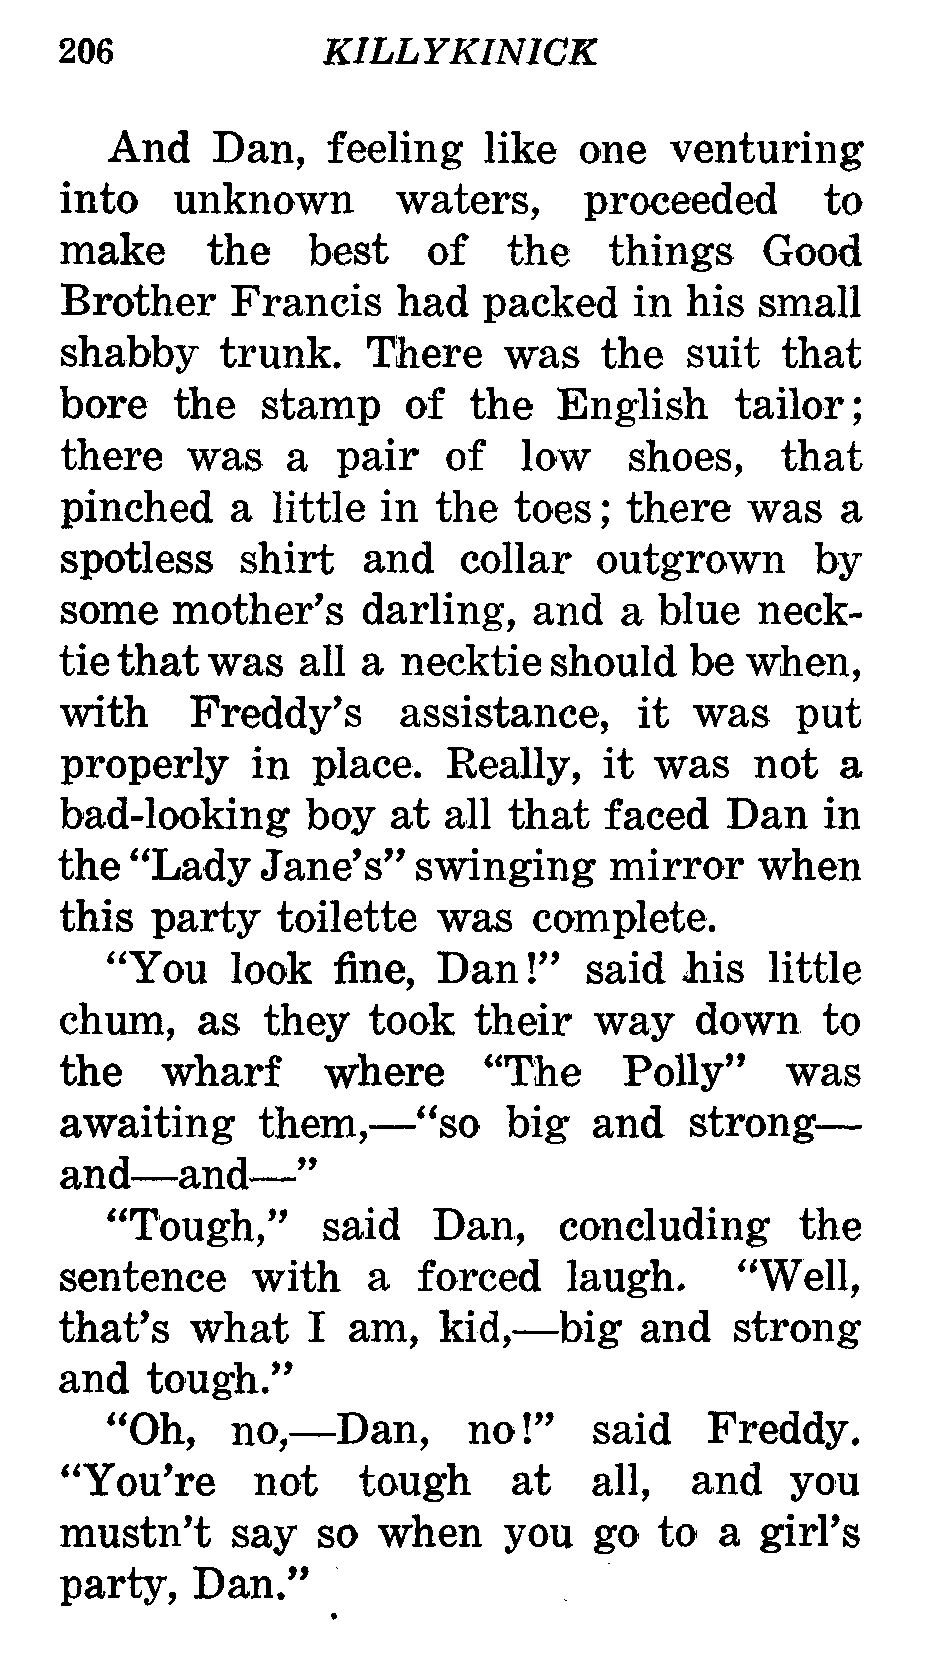 206 KILLYKINICK
And Dan, feeling like one venturing
into unknown waters, proceeded to
make the best of the things Good
Brother Francis had packed in his small
shabby trunk. There was the suit that
bore the stamp of the English tailor;
there was a pair of low shoes, that
pinched a little in the toes; there was a
spotless shirt and collar outgrown by
some mother's darling, and a blue neck-
tie that was all a necktie should be when,
with Freddy's assistance, it was put
properly in place. Really, it was not a
bad-looking boy at all that faced Dan in
the "Lady Jane's" swinging mirror when
this party toilette was complete.
"You look fine, Dan!" said his little
chum, as they took their way down to
the wharf where "The Polly" was
awaiting them,—"so big and strong—
and—and—"
"Tough," said Dan, concluding the
sentence with a forced laugh. "Well,
that's what I am, kid,—big and strong
and tough."
"Oh, no,—Dan, no!" said Freddy.
"You're not tough at all, and you
mustn't say so when you go to a girl's
party, Dan."